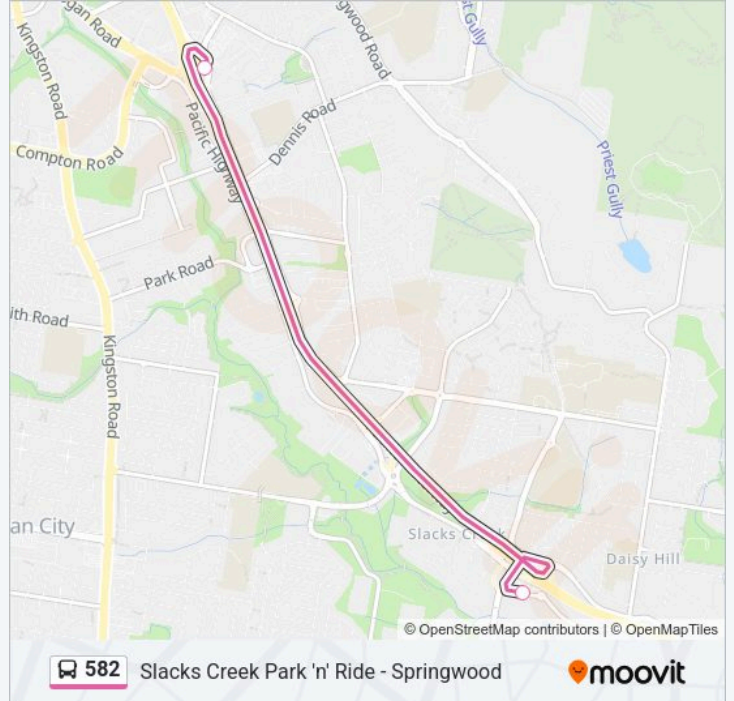 gan Road
gwood Road
st Gully
Kingston Road
Pacific Highway
Dennis Road
Compton Road
Priest Gully
Park Road
ith Road
Kingston Road
an City
Slacks Creek
Daisy Hill
© OpenStreetMap contributors | © OpenMapTiles
582 Slacks Creek Park 'n' Ride - Springwood
moovit